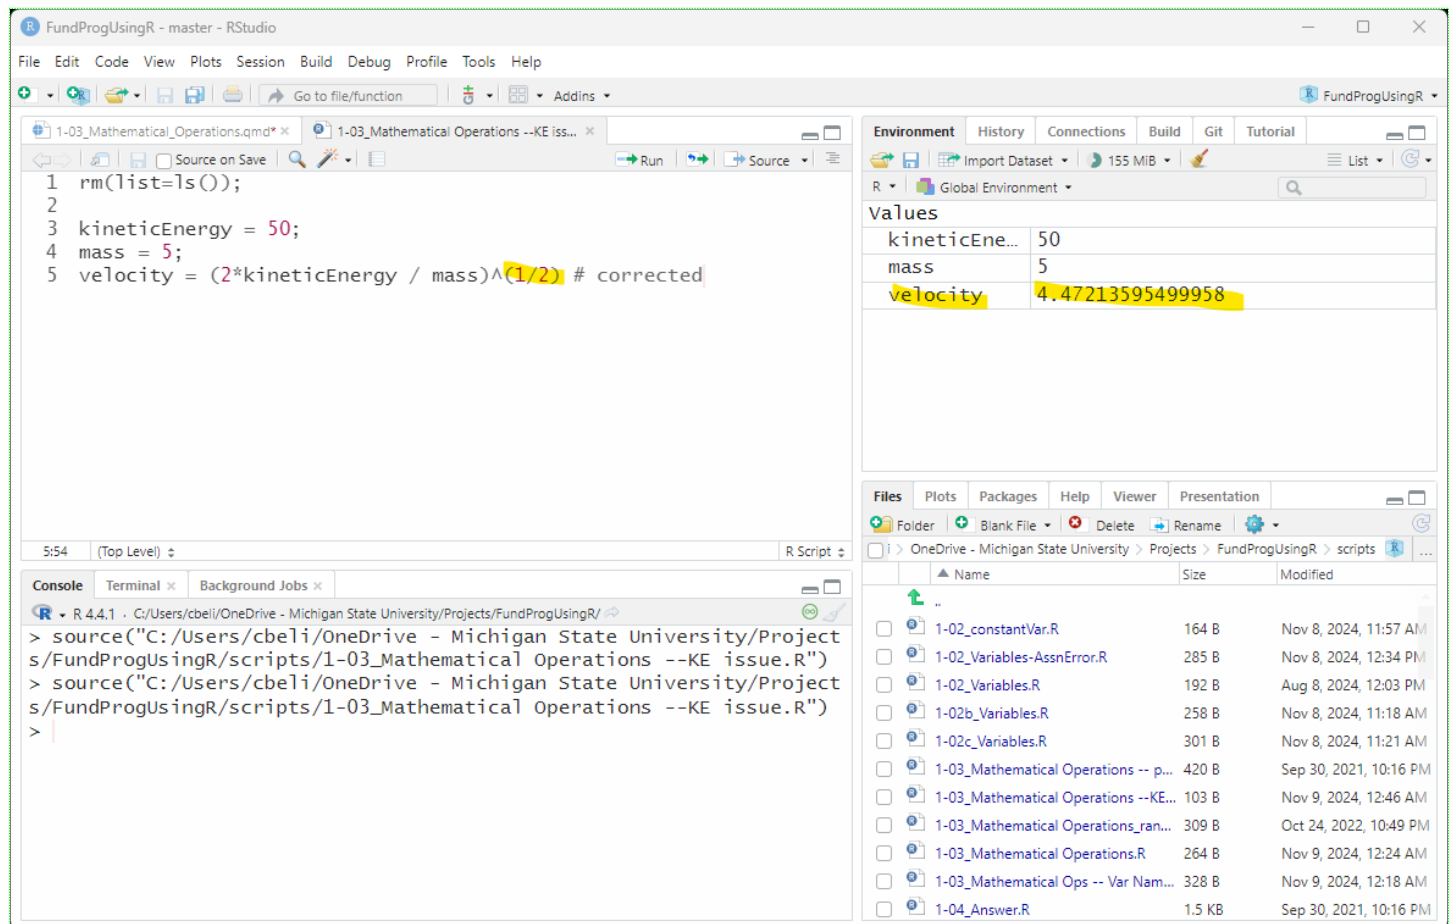 FundProgUsingR - master - RStudio
File Edit Code View Plots Session Build Debug Profile Tools Help
Go to file/function Addins FundProgUsingR
1-03_Mathematical_Operations.qmd* 1-03_Mathematical Operations --KE iss...
Source on Save Run Source
1 rm(list=ls());
2
3 kineticEnergy = 50;
4 mass = 5;
5 velocity = (2*kineticEnergy / mass)^(1/2) # corrected
5:54 (Top Level) R Script
Console Terminal Background Jobs
R 4.4.1 · C:/Users/cbeli/OneDrive - Michigan State University/Projects/FundProgUsingR/
> source("C:/Users/cbeli/OneDrive - Michigan State University/Project
s/FundProgUsingR/scripts/1-03_Mathematical Operations --KE issue.R")
> source("C:/Users/cbeli/OneDrive - Michigan State University/Project
s/FundProgUsingR/scripts/1-03_Mathematical Operations --KE issue.R")
>
Environment History Connections Build Git Tutorial
Import Dataset 155 MiB List
R Global Environment
Values
kineticEne... 50
mass 5
velocity 4.47213595499958
Files Plots Packages Help Viewer Presentation
Folder Blank File Delete Rename
i > OneDrive - Michigan State University > Projects > FundProgUsingR > scripts ...
Name Size Modified
..
1-02_constantVar.R 164 B Nov 8, 2024, 11:57 AM
1-02_Variables-AssnError.R 285 B Nov 8, 2024, 12:34 PM
1-02_Variables.R 192 B Aug 8, 2024, 12:03 PM
1-02b_Variables.R 258 B Nov 8, 2024, 11:18 AM
1-02c_Variables.R 301 B Nov 8, 2024, 11:21 AM
1-03_Mathematical Operations -- p... 420 B Sep 30, 2021, 10:16 PM
1-03_Mathematical Operations --KE... 103 B Nov 9, 2024, 12:46 AM
1-03_Mathematical Operations_ran... 309 B Oct 24, 2022, 10:49 PM
1-03_Mathematical Operations.R 264 B Nov 9, 2024, 12:24 AM
1-03_Mathematical Ops -- Var Nam... 328 B Nov 9, 2024, 12:18 AM
1-04_Answer.R 1.5 KB Sep 30, 2021, 10:16 PM